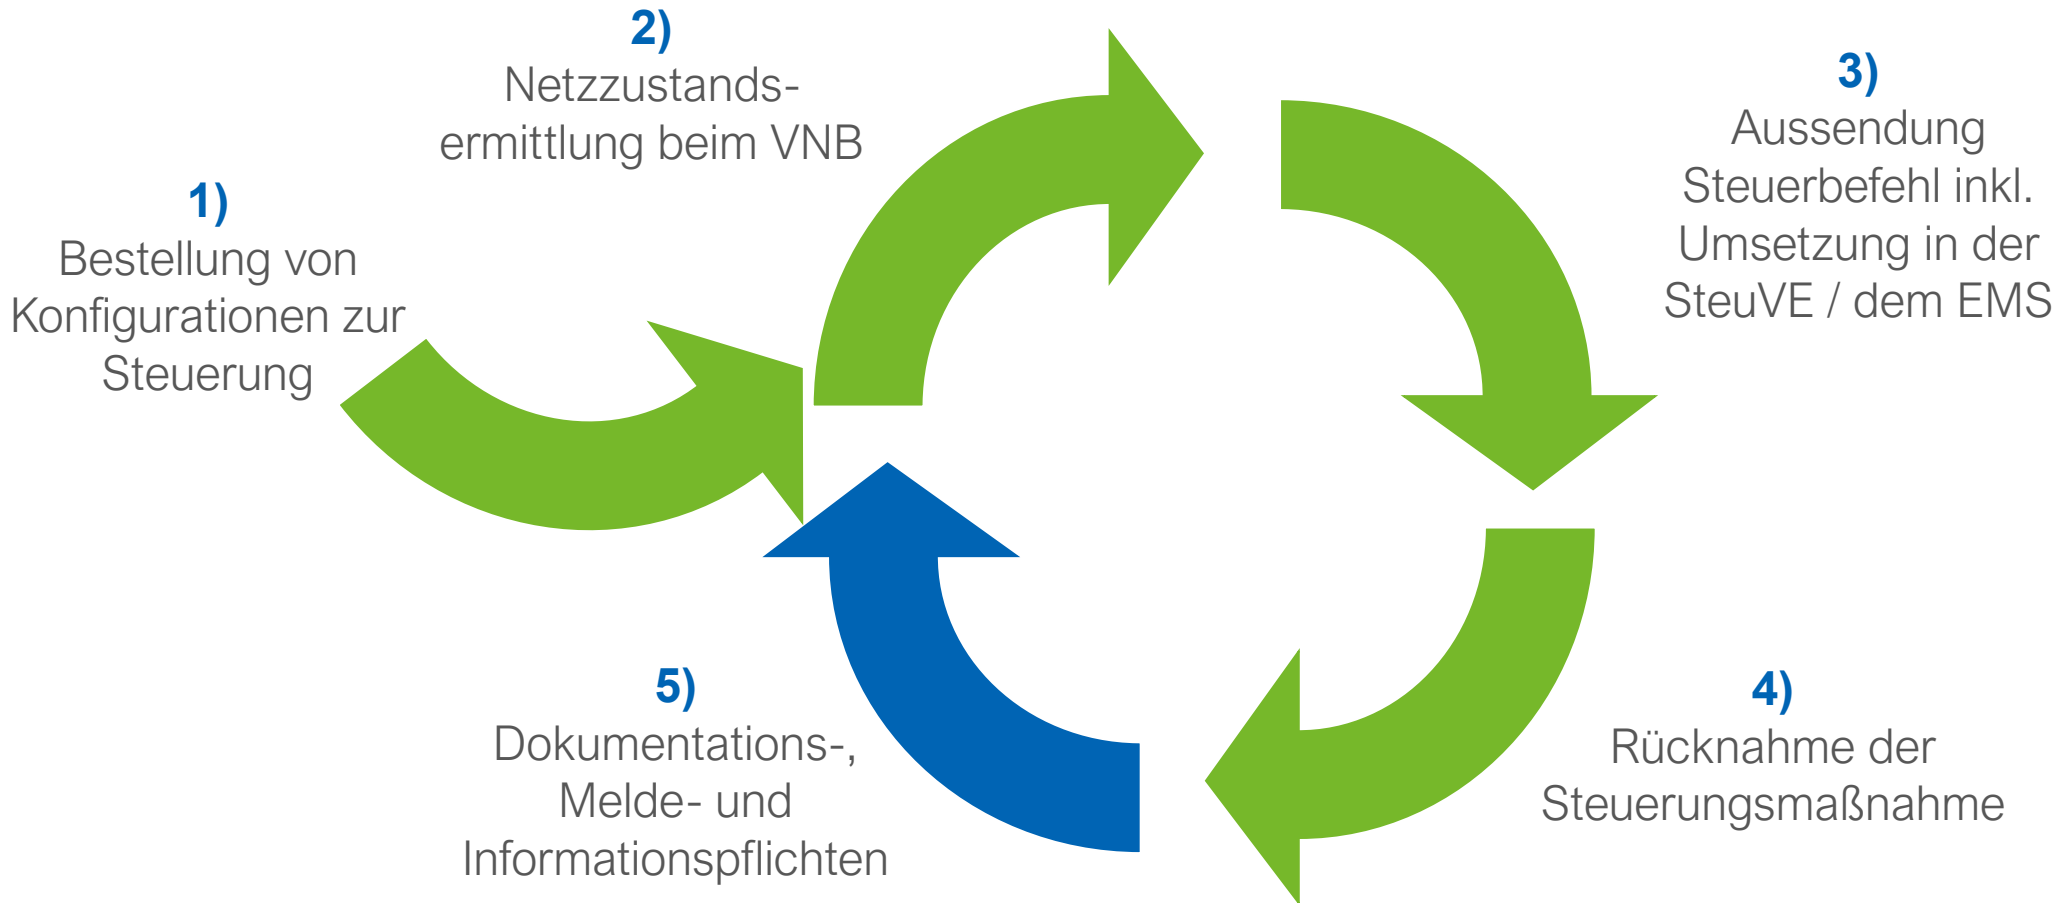 1)
Bestellung von
Konfigurationen zur
Steuerung
2)
Netzzustands-
ermittlung beim VNB
3)
Aussendung
Steuerbefehl inkl.
Umsetzung in der
SteuVE / dem EMS
4)
Rücknahme der
Steuerungsmaßnahme
5)
Dokumentations-,
Melde- und
Informationspflichten